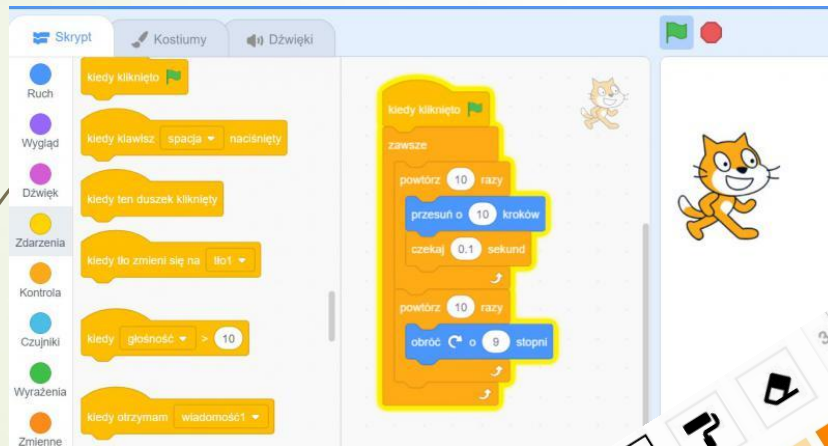 Skrypt
Kostiumy
Dźwięki
Ruch
Wygląd
Dźwięk
Zdarzenia
Kontrola
Czujniki
Wyrażenia
Zmienne
kiedy kliknięto
kiedy klawisz spacja naciśnięty
kiedy ten duszek kliknięty
kiedy tło zmieni się na tło1
kiedy głośność > 10
kiedy otrzymam wiadomość1
kiedy kliknięto
zawsze
powtórz 10 razy
przesuń o 10 kroków
czekaj 0.1 sekund
powtórz 10 razy
obróć o 9 stopni